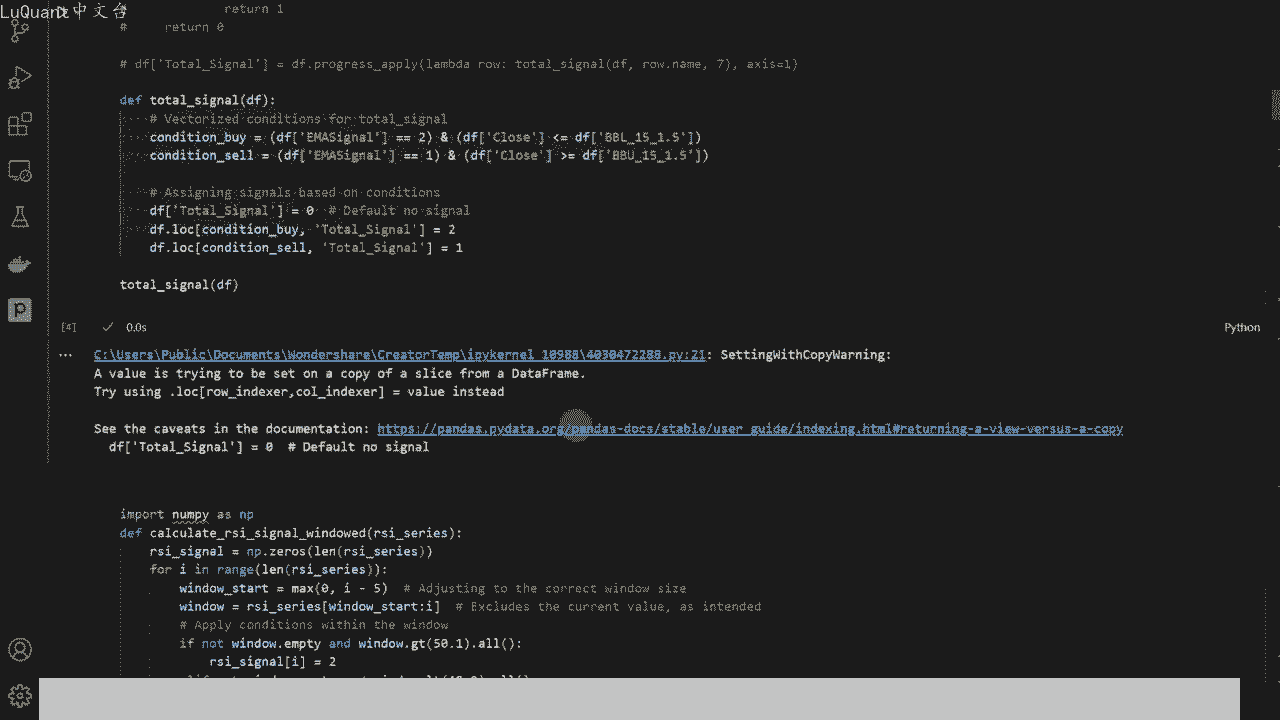 LuQuant中文台
return 1
#     return 0
# df['Total_Signal'] = df.progress_apply(lambda row: total_signal(df, row.name, 7), axis=1)
def total_signal(df):
    # Vectorized conditions for total_signal
    condition_buy = (df['EMASignal'] == 2) & (df['Close'] <= df['BBL_15_1.5'])
    condition_sell = (df['EMASignal'] == 1) & (df['Close'] >= df['BBU_15_1.5'])
    # Assigning signals based on conditions
    df['Total_Signal'] = 0  # Default no signal
    df.loc[condition_buy, 'Total_Signal'] = 2
    df.loc[condition_sell, 'Total_Signal'] = 1
total_signal(df)
[4] 0.0s Python
... C:\Users\Public\Documents\Wondershare\CreatorTemp\ipykernel_10988\4030472288.py:21: SettingWithCopyWarning:
A value is trying to be set on a copy of a slice from a DataFrame.
Try using .loc[row_indexer,col_indexer] = value instead
See the caveats in the documentation: https://pandas.pydata.org/pandas-docs/stable/user_guide/indexing.html#returning-a-view-versus-a-copy
  df['Total_Signal'] = 0  # Default no signal
import numpy as np
def calculate_rsi_signal_windowed(rsi_series):
    rsi_signal = np.zeros(len(rsi_series))
    for i in range(len(rsi_series)):
        window_start = max(0, i - 5)  # Adjusting to the correct window size
        window = rsi_series[window_start:i]  # Excludes the current value, as intended
        # Apply conditions within the window
        if not window.empty and window.gt(50.1).all():
            rsi_signal[i] = 2